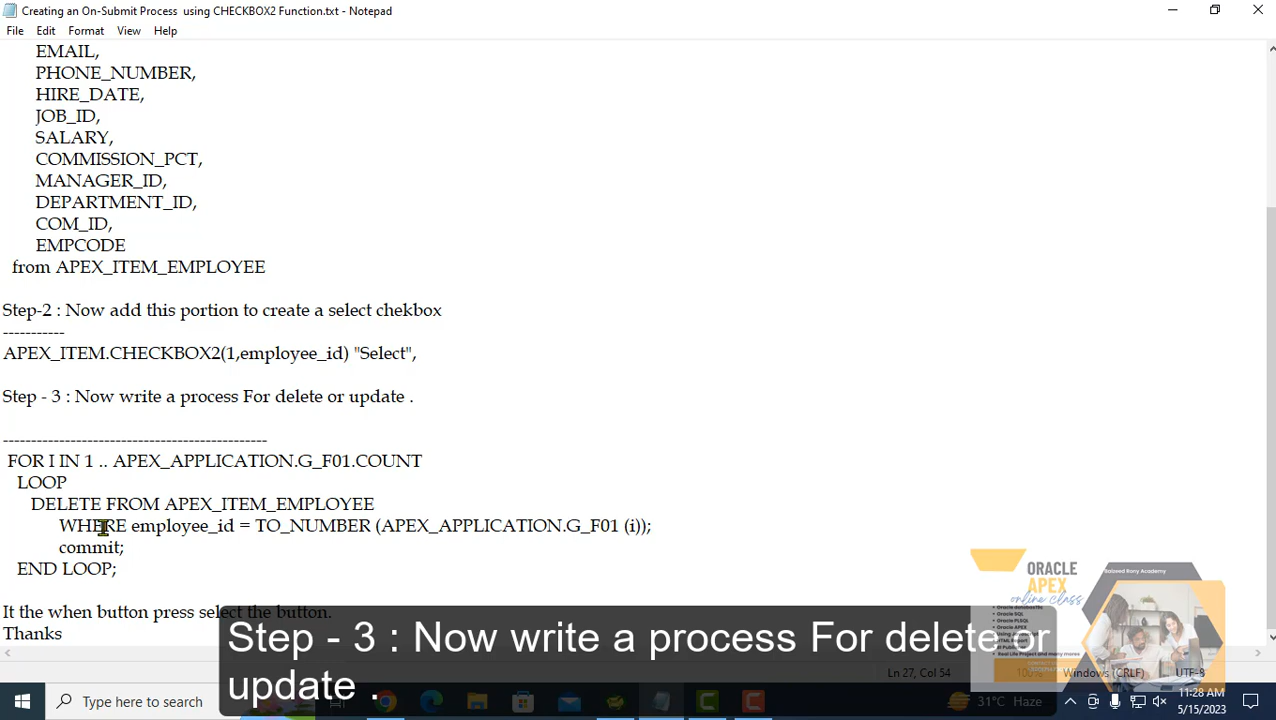 Creating an On-Submit Process using CHECKBOX2 Function.txt - Notepad
File Edit Format View Help
EMAIL,
PHONE_NUMBER,
HIRE_DATE,
JOB_ID,
SALARY,
COMMISSION_PCT,
MANAGER_ID,
DEPARTMENT_ID,
COM_ID,
EMPCODE
from APEX_ITEM_EMPLOYEE
Step-2 : Now add this portion to create a select chekbox
-----------
APEX_ITEM.CHECKBOX2(1,employee_id) "Select",
Step - 3 : Now write a process For delete or update .
-----------------------------------------------
FOR I IN 1 .. APEX_APPLICATION.G_F01.COUNT
LOOP
DELETE FROM APEX_ITEM_EMPLOYEE
WHERE employee_id = TO_NUMBER (APEX_APPLICATION.G_F01 (i));
commit;
END LOOP;
It the when button press select the button.
Thanks
ORACLE
APEX
online class
Step - 3 : Now write a process For delete or
update .
Ln 27, Col 54
100%
Windows (CRLF)
UTF-8
Type here to search
31°C Haze
11:28 AM
5/15/2023